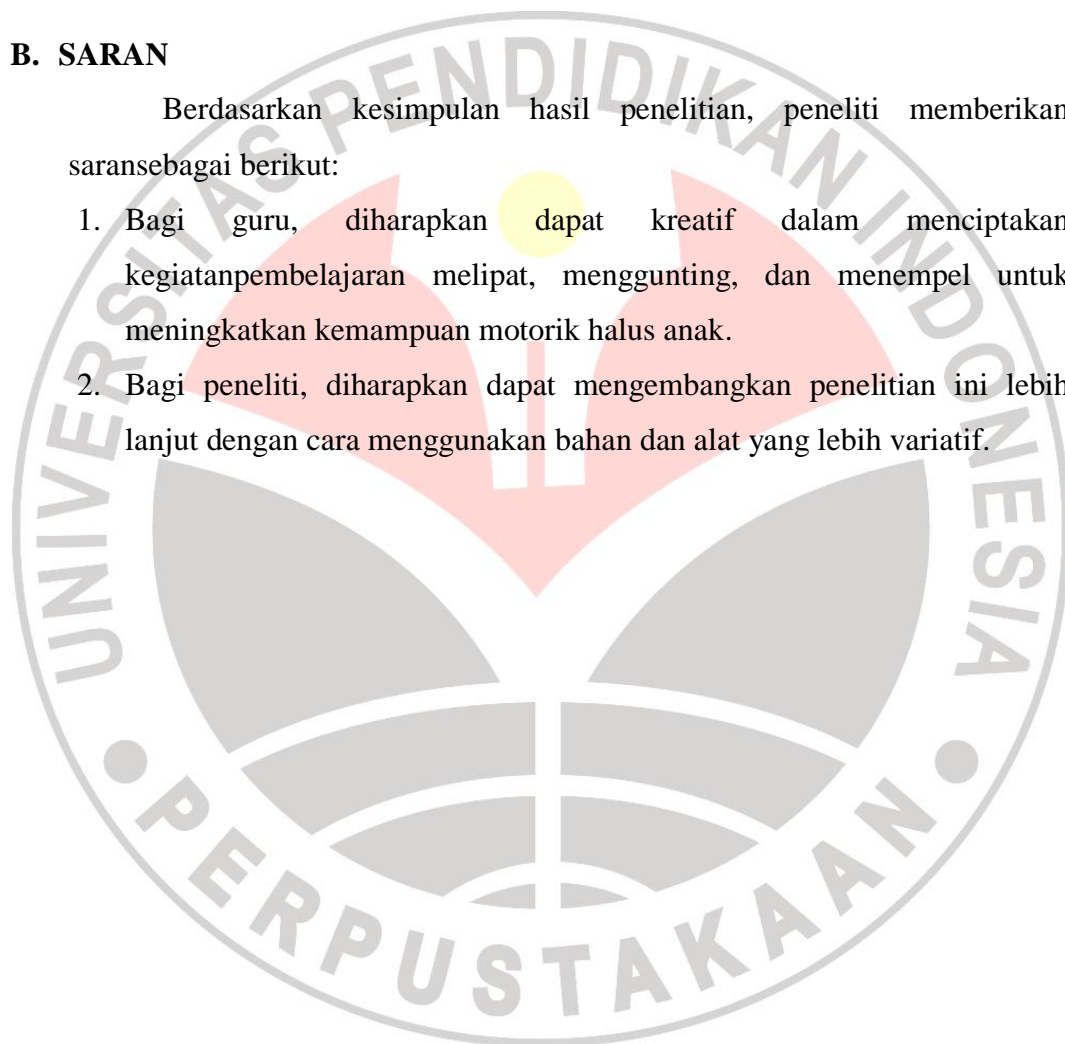 B. SARAN
Berdasarkan kesimpulan hasil penelitian, peneliti memberikan
saransebagai berikut:
1. Bagi guru, diharapkan dapat kreatif dalam menciptakan
kegiatanpembelajaran melipat, menggunting, dan menempel untuk
meningkatkan kemampuan motorik halus anak.
2. Bagi peneliti, diharapkan dapat mengembangkan penelitian ini lebih
lanjut dengan cara menggunakan bahan dan alat yang lebih variatif.
UNIVERSITAS PENDIDIKAN INDONESIA
PERPUSTAKAAN